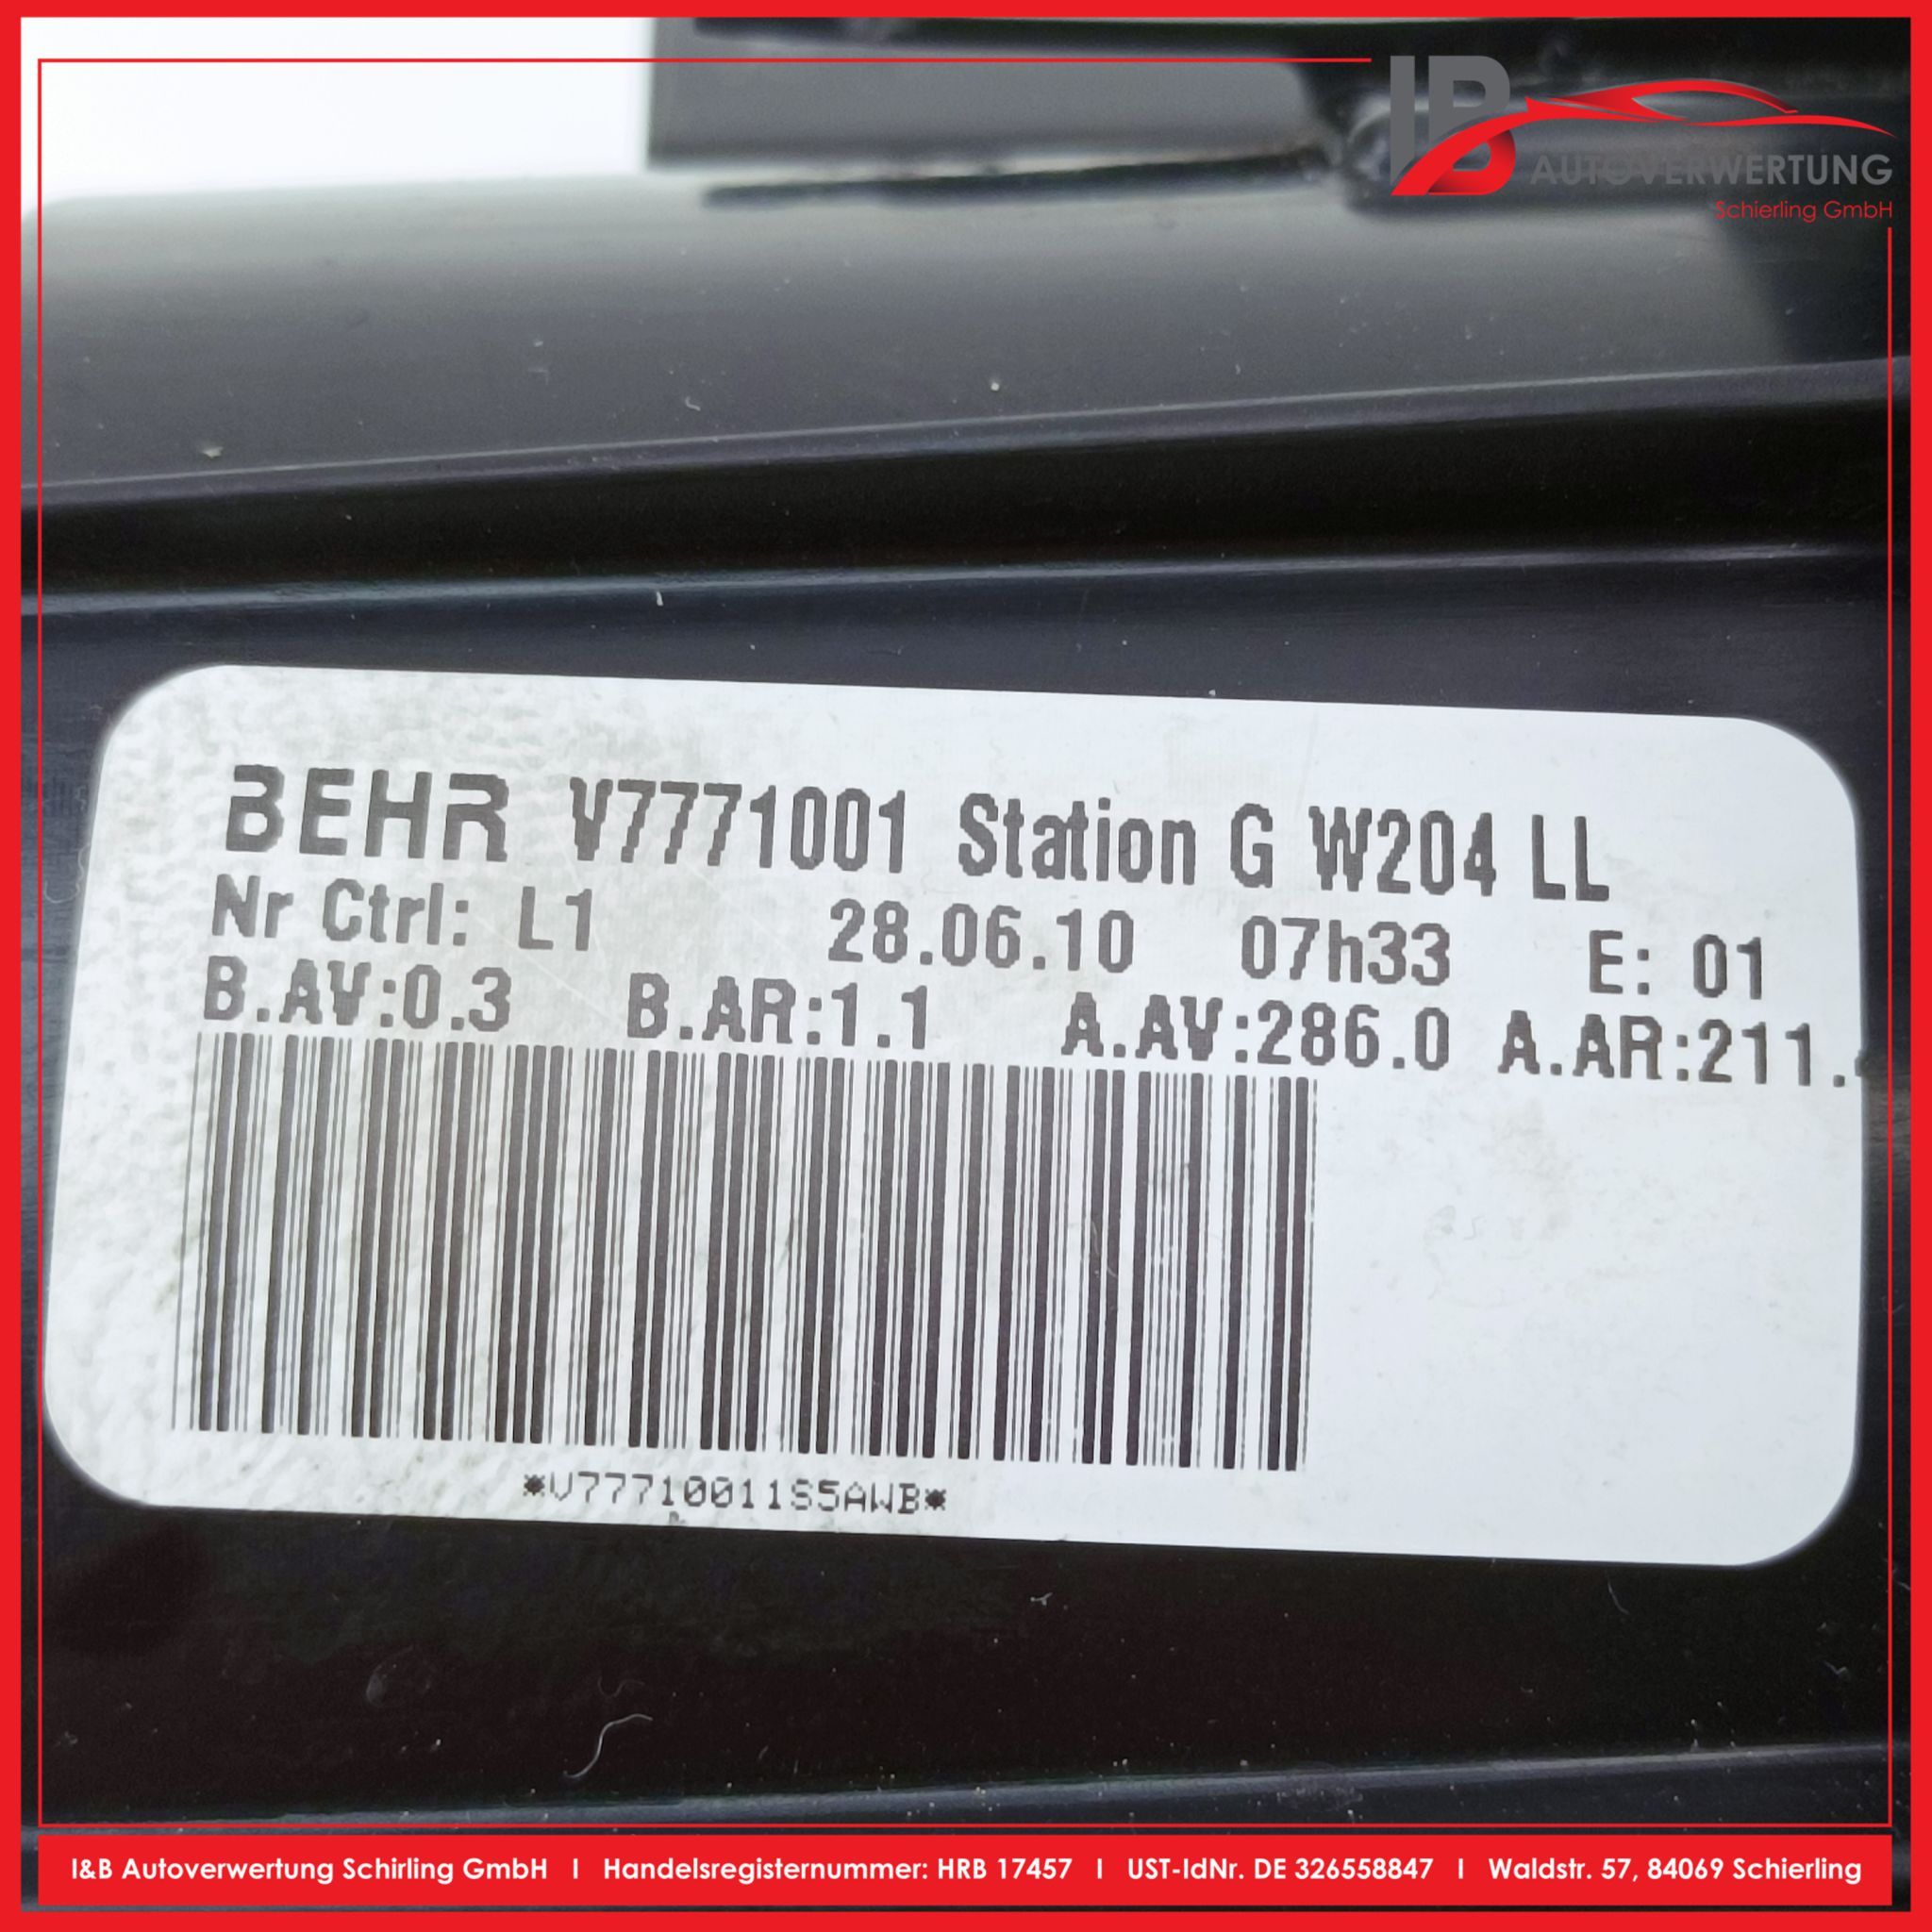 IB
AUTOVERWERTUNG
Schierling GmbH
BEHR V7771001 Station G W204 LL
Nr Ctrl: L1 28.06.10 07h33 E: 01
B.AV:0.3 B.AR:1.1 A.AV:286.0 A.AR:211.
*V77710011S5AWB*
I&B Autoverwertung Schirling GmbH I Handelsregisternummer: HRB 17457 I UST-IdNr. DE 326558847 I Waldstr. 57, 84069 Schierling